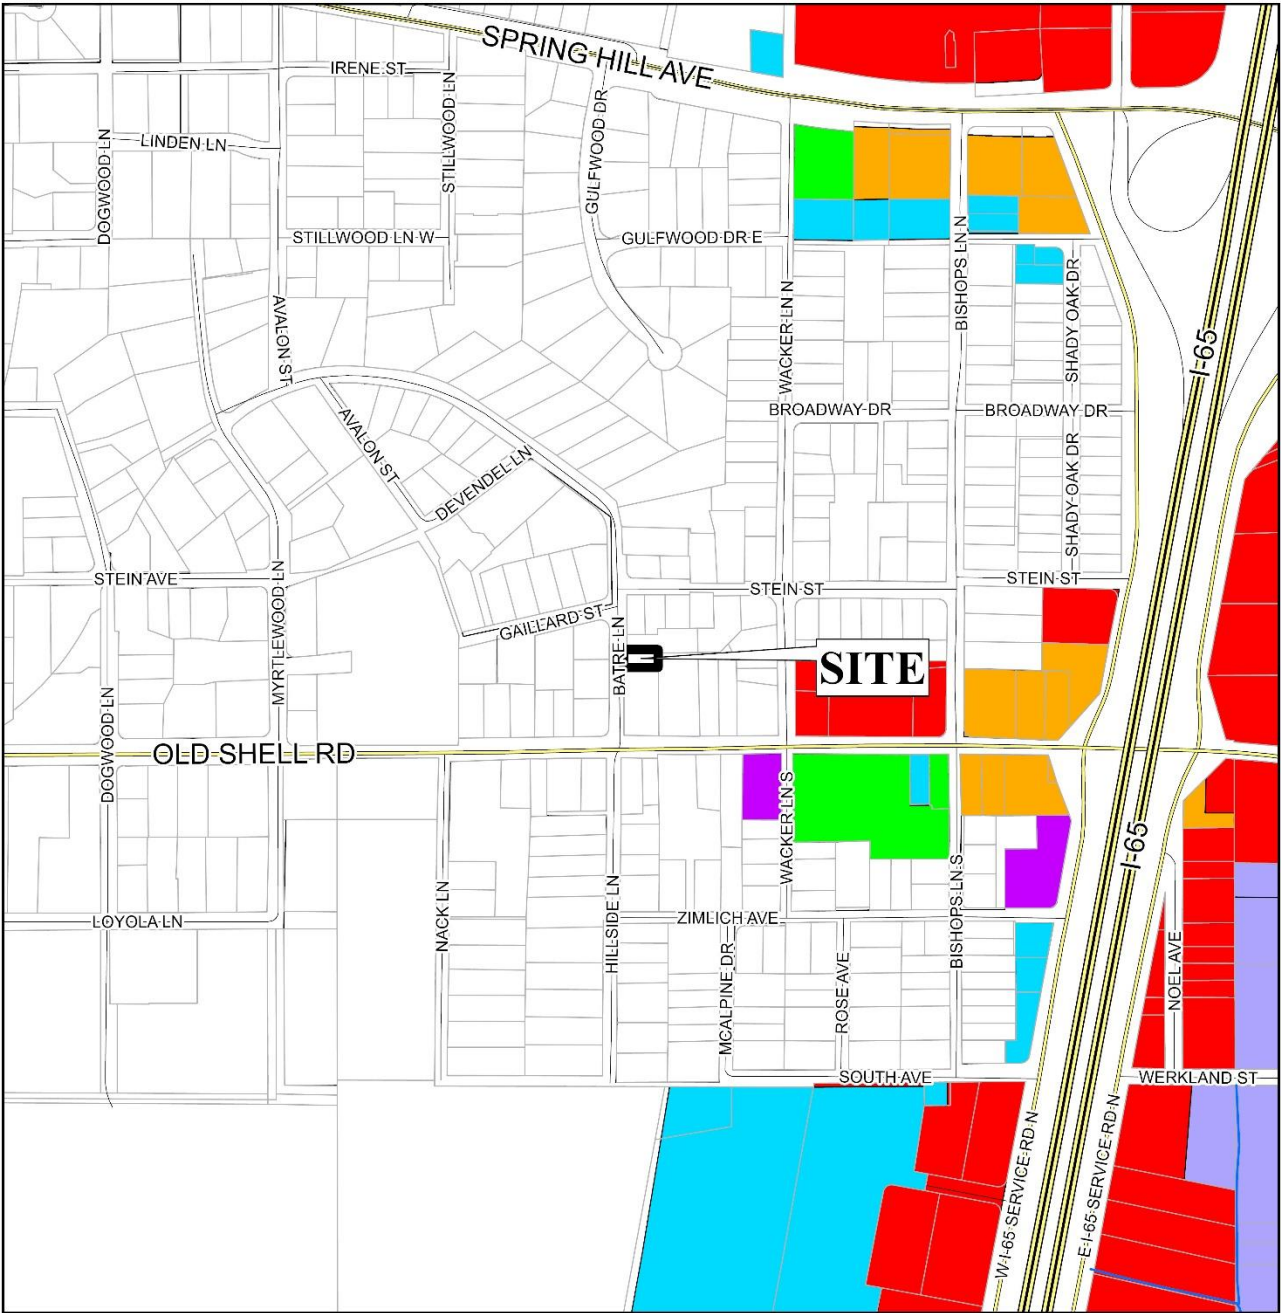 SPRING HILL AVE
IRENE ST
STILLWOOD LN
GULFWOOD DR
DOGWOOD LN
LINDEN LN
STILLWOOD LN W
GULFWOOD DR E
BISHOPS LN N
WACKER LN N
SHADY OAK DR
AVALON ST
I-65
BROADWAY DR
BROADWAY DR
AVALON ST
DEVENDEL LN
SHADY OAK DR
STEIN AVE
STEIN ST
STEIN ST
MYRTLEWOOD LN
GAILLARD ST
BATRE LN
SITE
DOGWOOD LN
OLD SHELL RD
WACKER LN S
I-65
NACK LN
HILLSIDE LN
BISHOPS LN S
LOYOLA LN
ZIMLICH AVE
MCALPINE DR
ROSE AVE
NOEL AVE
SOUTH AVE
WERKLAND ST
W I-65 SERVICE RD N
E I-65 SERVICE RD N